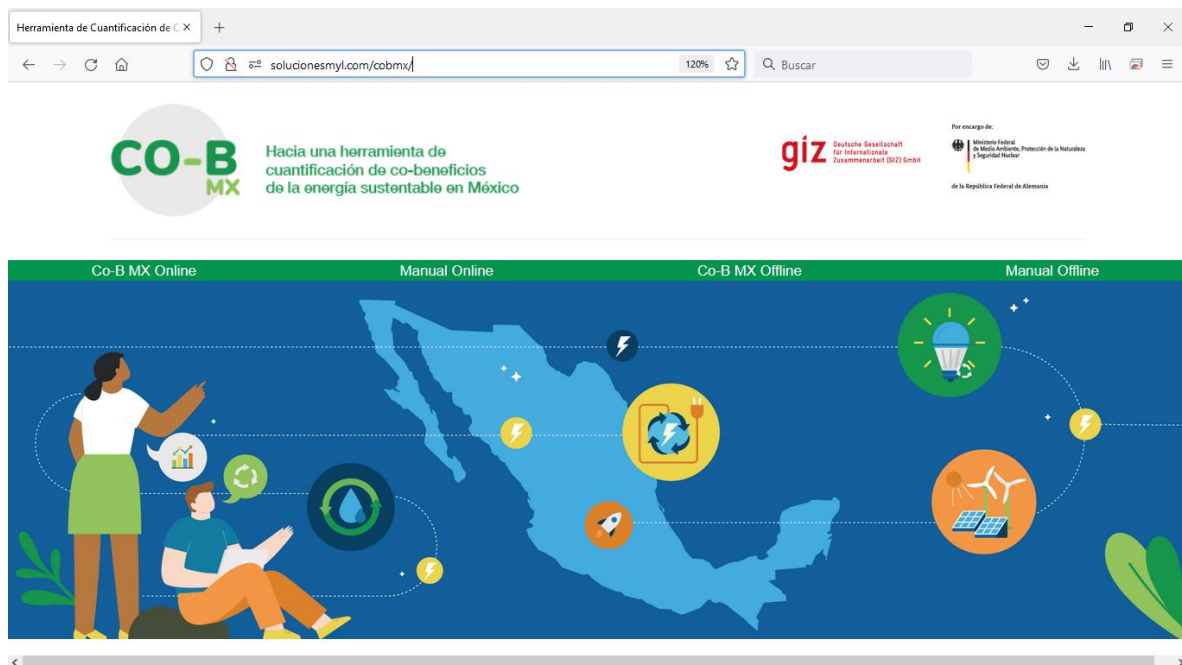 Herramienta de Cuantificación de C
solucionesmyl.com/cobmx/
120%
Buscar
CO-B
MX
Hacia una herramienta de
cuantificación de co-beneficios
de la energía sustentable en México
giz
Deutsche Gesellschaft
für Internationale
Zusammenarbeit (GIZ) GmbH
Por encargo de:
Ministerio Federal
de Medio Ambiente, Protección de la Naturaleza
y Seguridad Nuclear
de la República Federal de Alemania
Co-B MX Online
Manual Online
Co-B MX Offline
Manual Offline